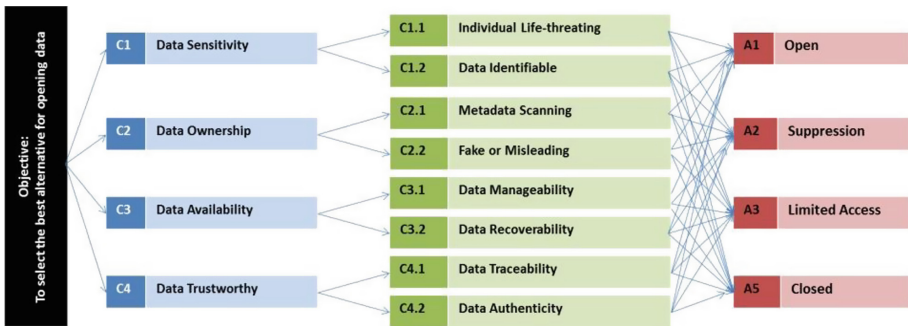 Objective:
To select the best alternative for opening data
C1 Data Sensitivity
C2 Data Ownership
C3 Data Availability
C4 Data Trustworthy
C1.1 Individual Life-threating
C1.2 Data Identifiable
C2.1 Metadata Scanning
C2.2 Fake or Misleading
C3.1 Data Manageability
C3.2 Data Recoverability
C4.1 Data Traceability
C4.2 Data Authenticity
A1 Open
A2 Suppression
A3 Limited Access
A5 Closed